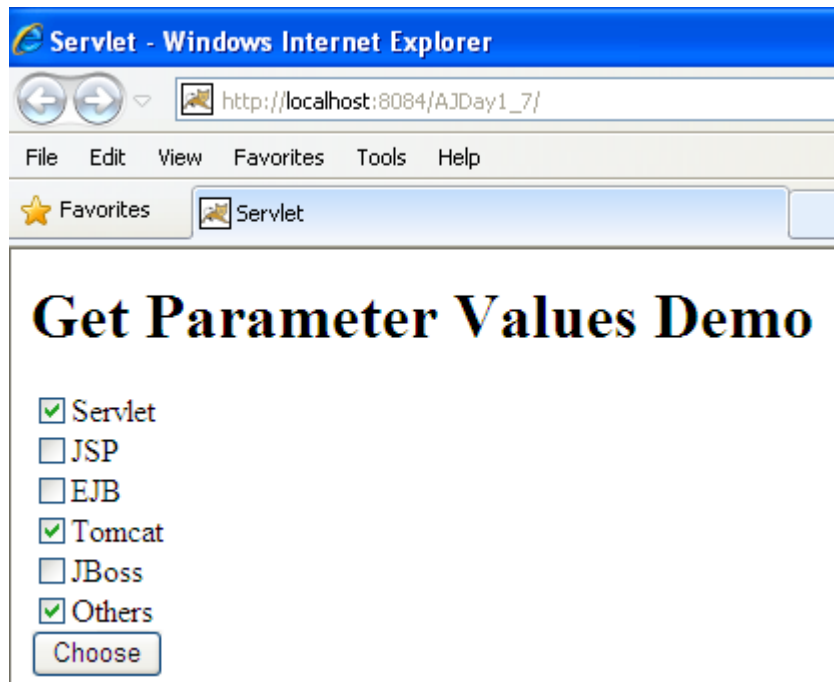 Servlet - Windows Internet Explorer
http://localhost:8084/AJDay1_7/
File Edit View Favorites Tools Help
Favorites Servlet
Get Parameter Values Demo
Servlet
JSP
EJB
Tomcat
JBoss
Others
Choose